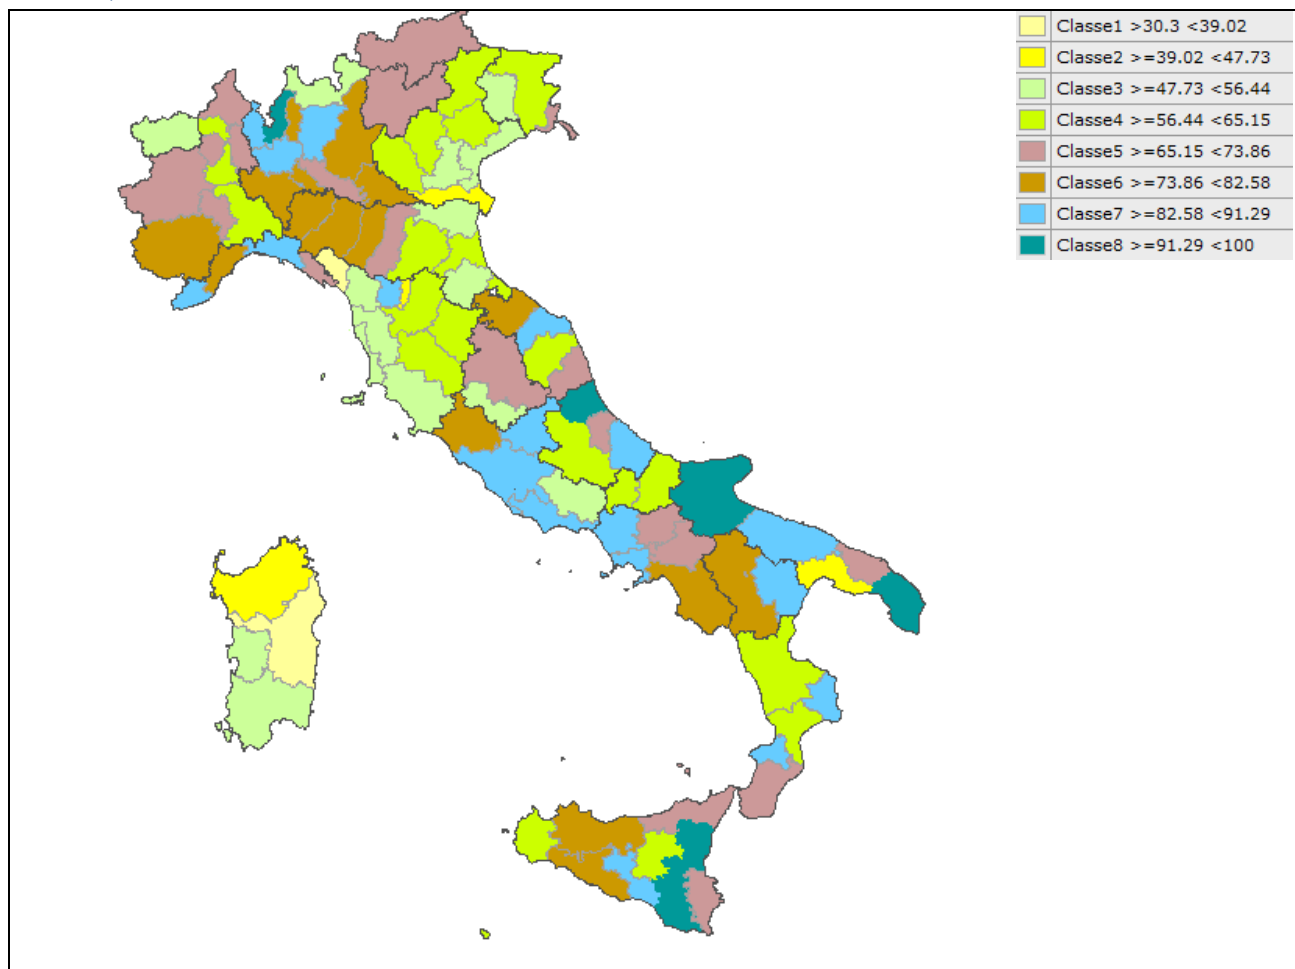 Classe1 >30.3 <39.02
Classe2 >=39.02 <47.73
Classe3 >=47.73 <56.44
Classe4 >=56.44 <65.15
Classe5 >=65.15 <73.86
Classe6 >=73.86 <82.58
Classe7 >=82.58 <91.29
Classe8 >=91.29 <100